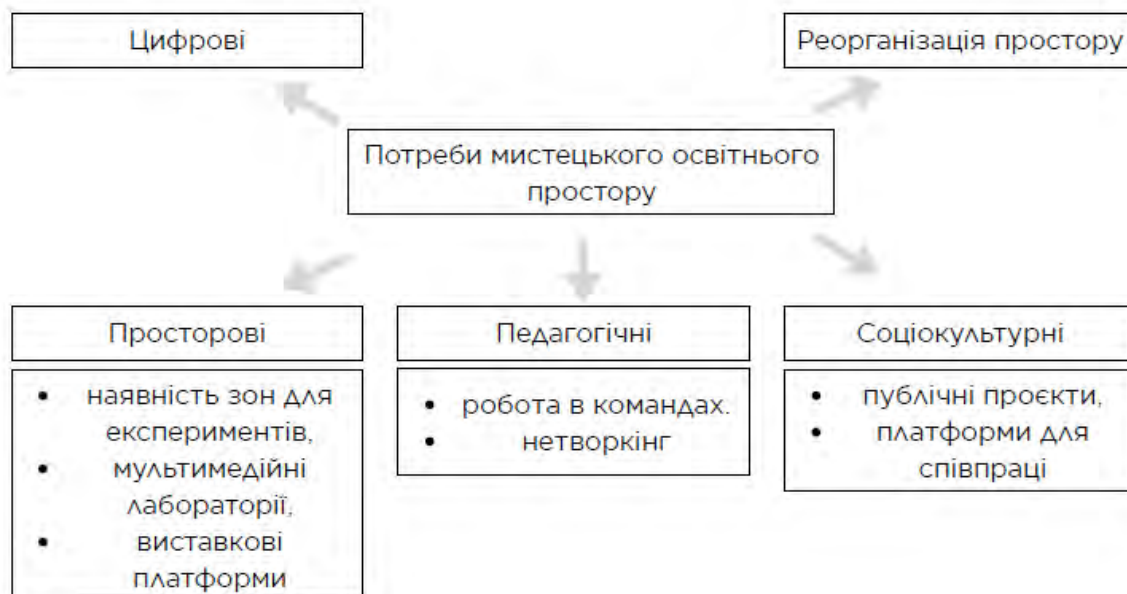 Цифрові
Реорганізація простору
Потреби мистецького освітнього
простору
Просторові
• наявність зон для
експериментів,
• мультимедійні
лабораторії,
• виставкові
платформи
Педагогічні
• робота в командах.
• нетворкінг
Соціокультурні
• публічні проєкти,
• платформи для
співпраці